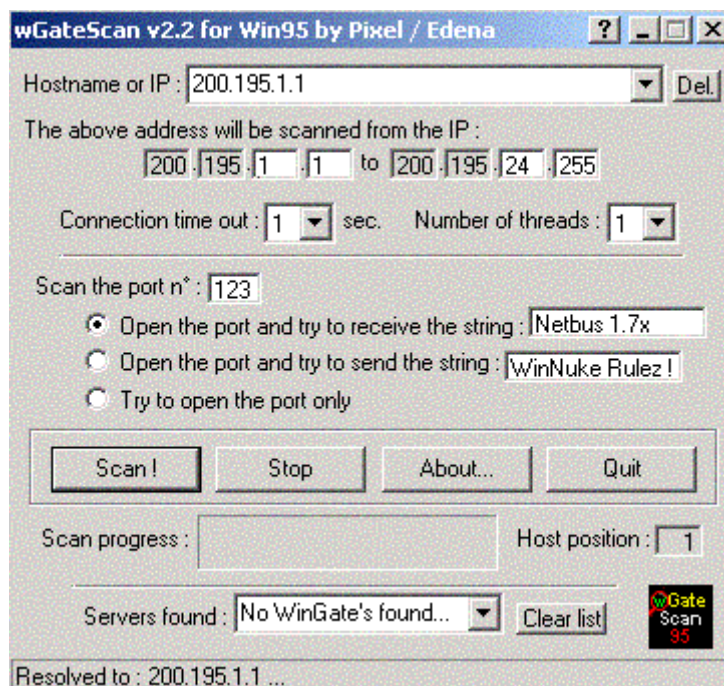 wGateScan v2.2 for Win95 by Pixel / Edena
Hostname or IP : 200.195.1.1 Del.
The above address will be scanned from the IP :
200 .195 .1 .1 to 200 .195 .24 .255
Connection time out : 1 sec. Number of threads : 1
Scan the port n° : 123
Open the port and try to receive the string : Netbus 1.7x
Open the port and try to send the string : WinNuke Rulez !
Try to open the port only
Scan ! Stop About... Quit
Scan progress : Host position : 1
Servers found : No WinGate's found... Clear list
wGate
Scan
95
Resolved to : 200.195.1.1 ...